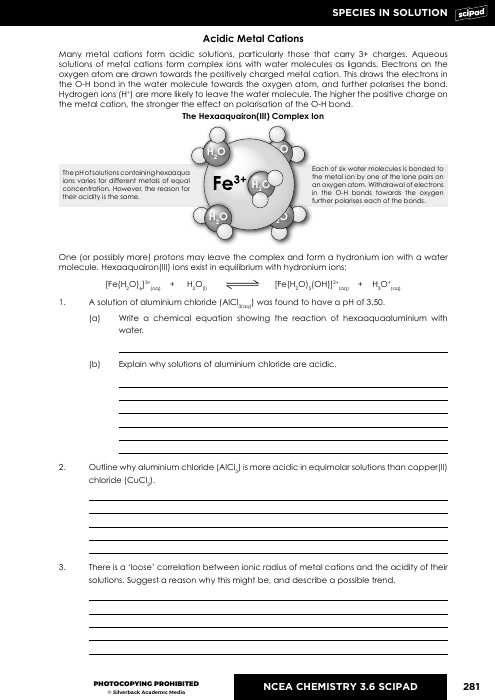 SPECIES IN SOLUTION scipad
Acidic Metal Cations
Many metal cations form acidic solutions, particularly those that carry 3+ charges. Aqueous
solutions of metal cations form complex ions with water molecules as ligands. Electrons on the
oxygen atom are drawn towards the positively charged metal cation. This draws the electrons in
the O-H bond in the water molecule towards the oxygen atom, and further polarises the bond.
Hydrogen ions (H⁺) are more likely to leave the water molecule. The higher the positive charge on
the metal cation, the stronger the effect on polarisation of the O-H bond.
The Hexaaquairon(III) Complex Ion
The pH of solutions containing hexaaqua
ions varies for different metals of equal
concentration. However, the reason for
their acidity is the same.
H₂O
O
Fe³⁺
H₂O
H₂O
₂O
Each of six water molecules is bonded to
the metal ion by one of the lone pairs on
an oxygen atom. Withdrawal of electrons
in the O-H bonds towards the oxygen
further polarises each of the bonds.
One (or possibly more) protons may leave the complex and form a hydronium ion with a water
molecule. Hexaaquairon(III) ions exist in equilibrium with hydronium ions:
[Fe(H₂O)₆]³⁺(aq) + H₂O(l) ⇌ [Fe(H₂O)₅(OH)]²⁺(aq) + H₃O⁺(aq)
1. A solution of aluminium chloride (AlCl₃(aq)) was found to have a pH of 3.50.
(a) Write a chemical equation showing the reaction of hexaaquaaluminium with
water.
(b) Explain why solutions of aluminium chloride are acidic.
2. Outline why aluminium chloride (AlCl₃) is more acidic in equimolar solutions than copper(II)
chloride (CuCl₂).
3. There is a 'loose' correlation between ionic radius of metal cations and the acidity of their
solutions. Suggest a reason why this might be, and describe a possible trend.
PHOTOCOPYING PROHIBITED
© Silverback Academic Media
NCEA CHEMISTRY 3.6 SCIPAD
281